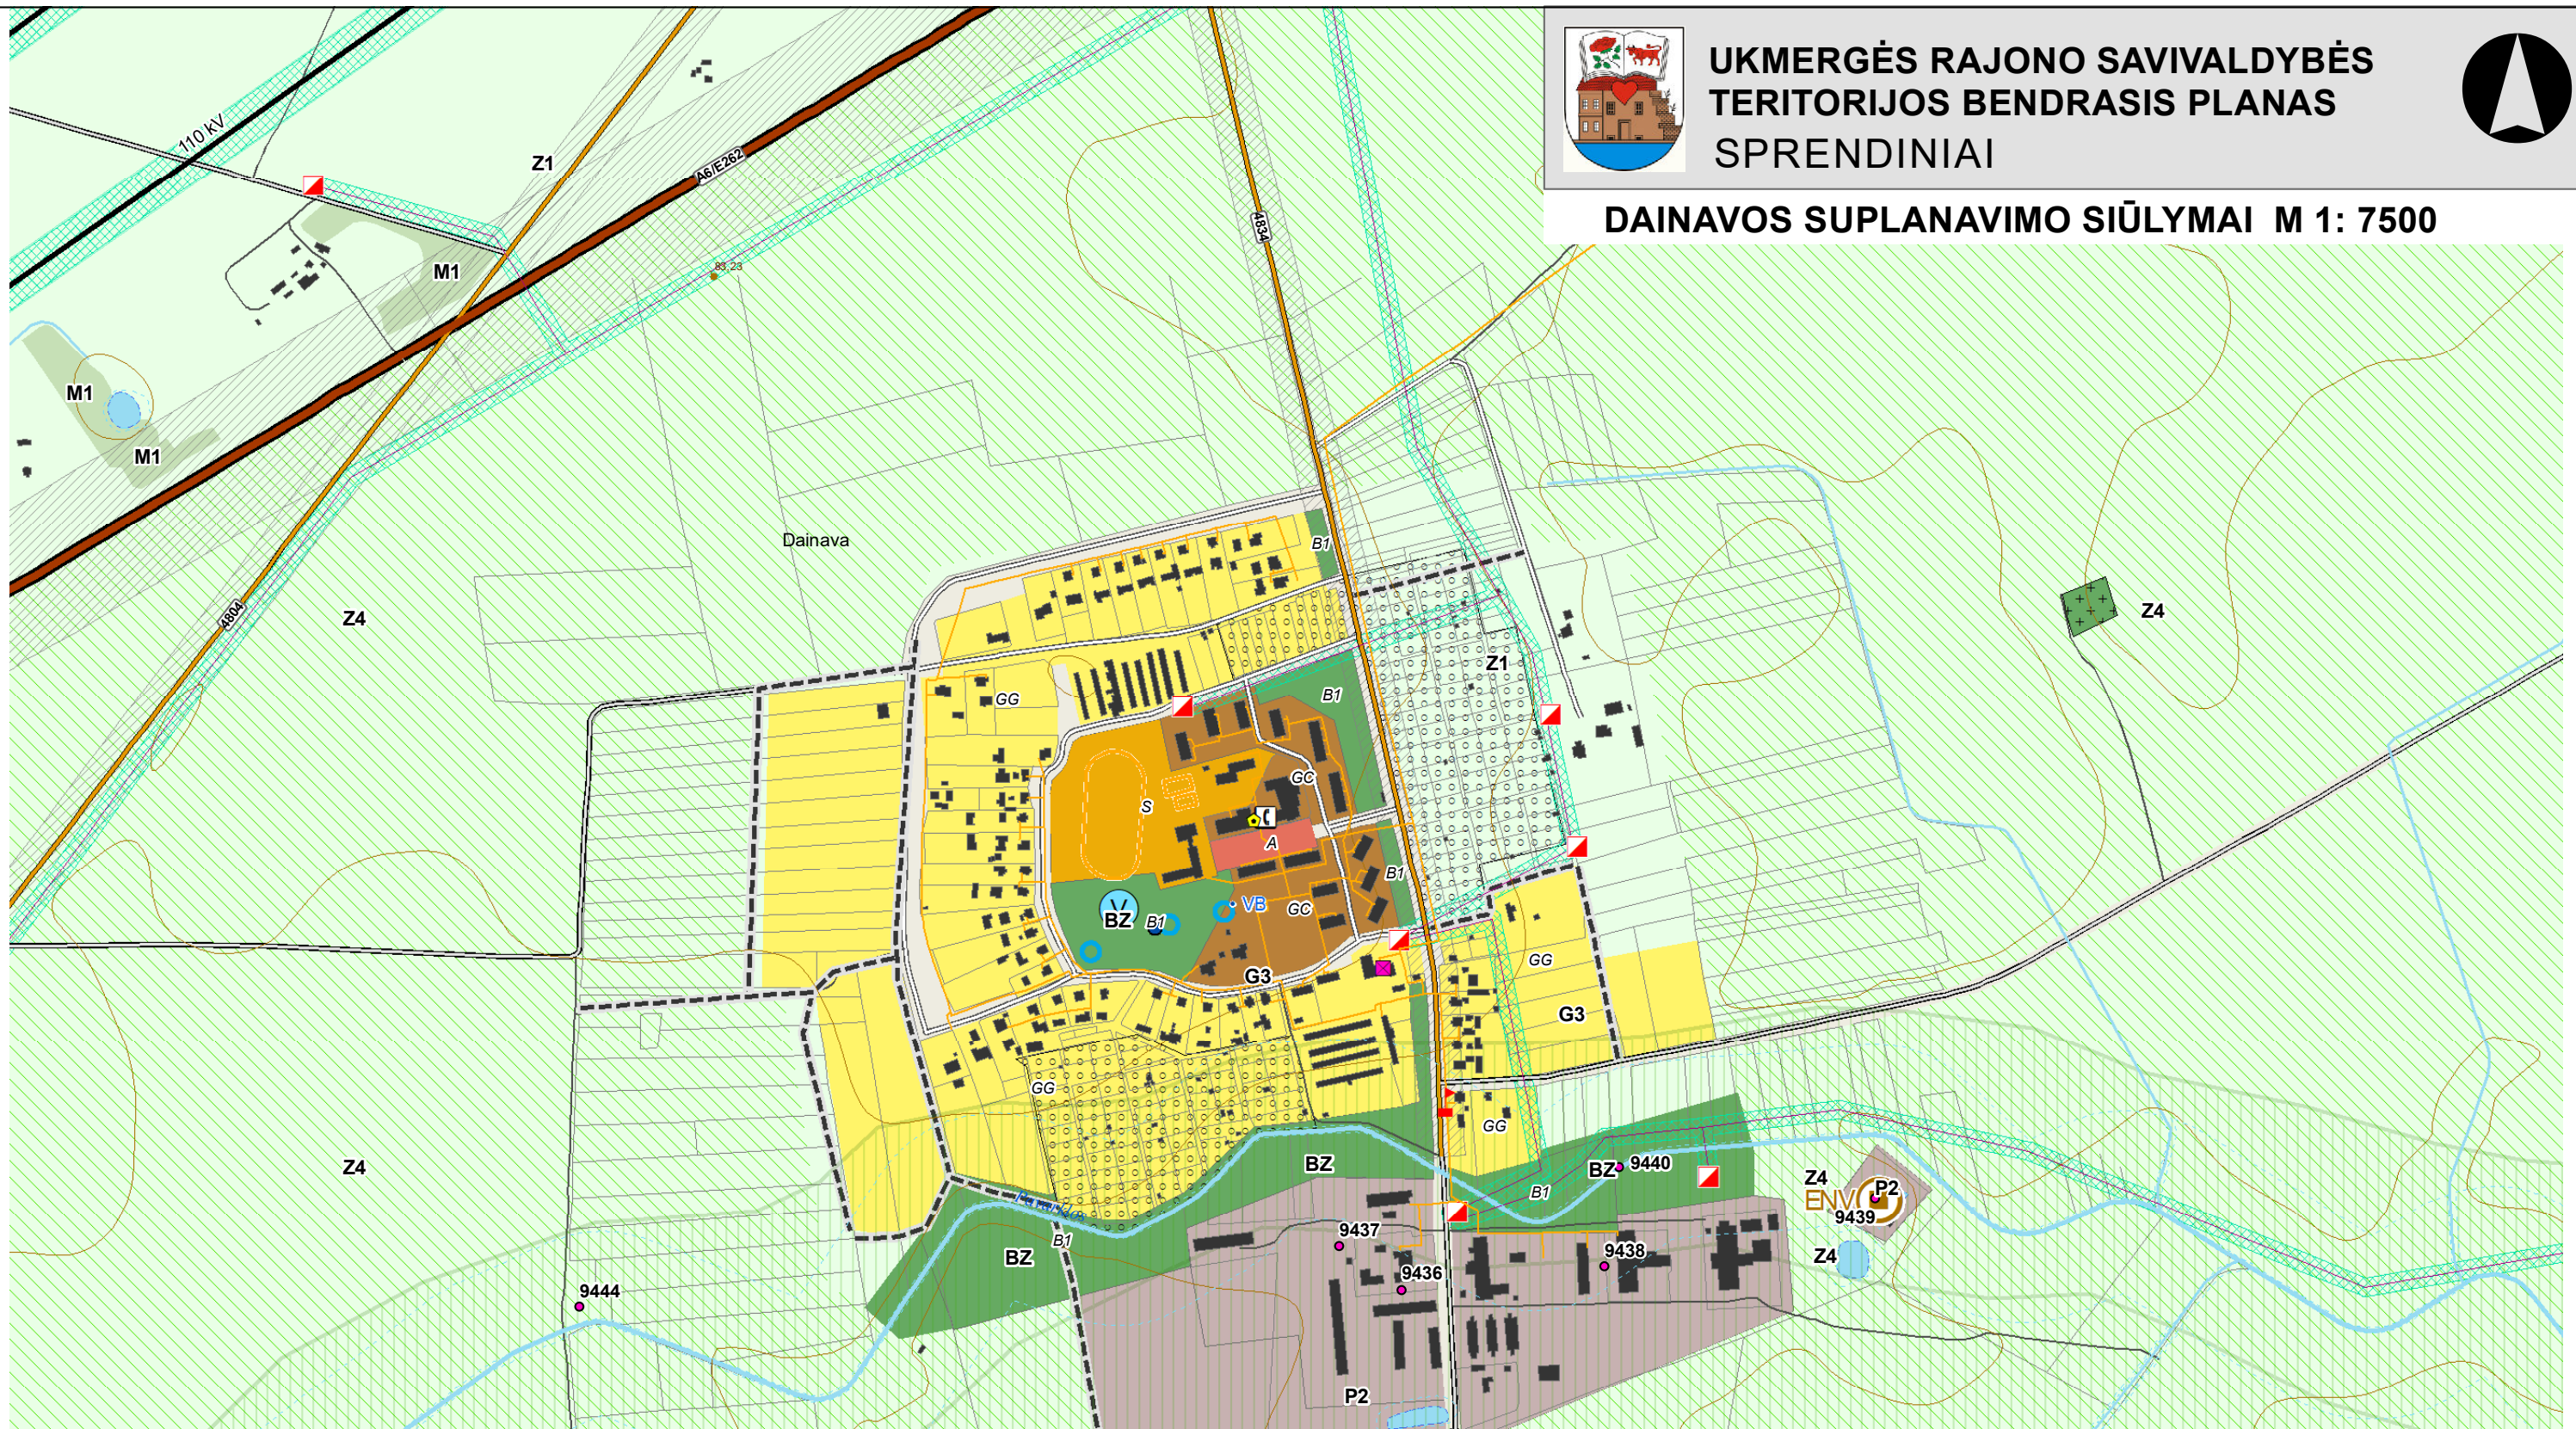 UKMERGĖS RAJONO SAVIVALDYBĖS
TERITORIJOS BENDRASIS PLANAS
SPRENDINIAI
DAINAVOS SUPLANAVIMO SIŪLYMAI M 1: 7500
110 kV
Z1
A6/E262
4834
M1
83,23
M1
M1
Dainava
B1
4804
Z4
Z4
Z1
GG
B1
GC
S
A
B1
V
BZ
B1
VB
GC
G3
GG
G3
GG
GG
BZ
BZ
9440
B1
Z4
P2
ENV
9439
B1
BZ
9437
9438
Z4
9436
9444
Z4
P2